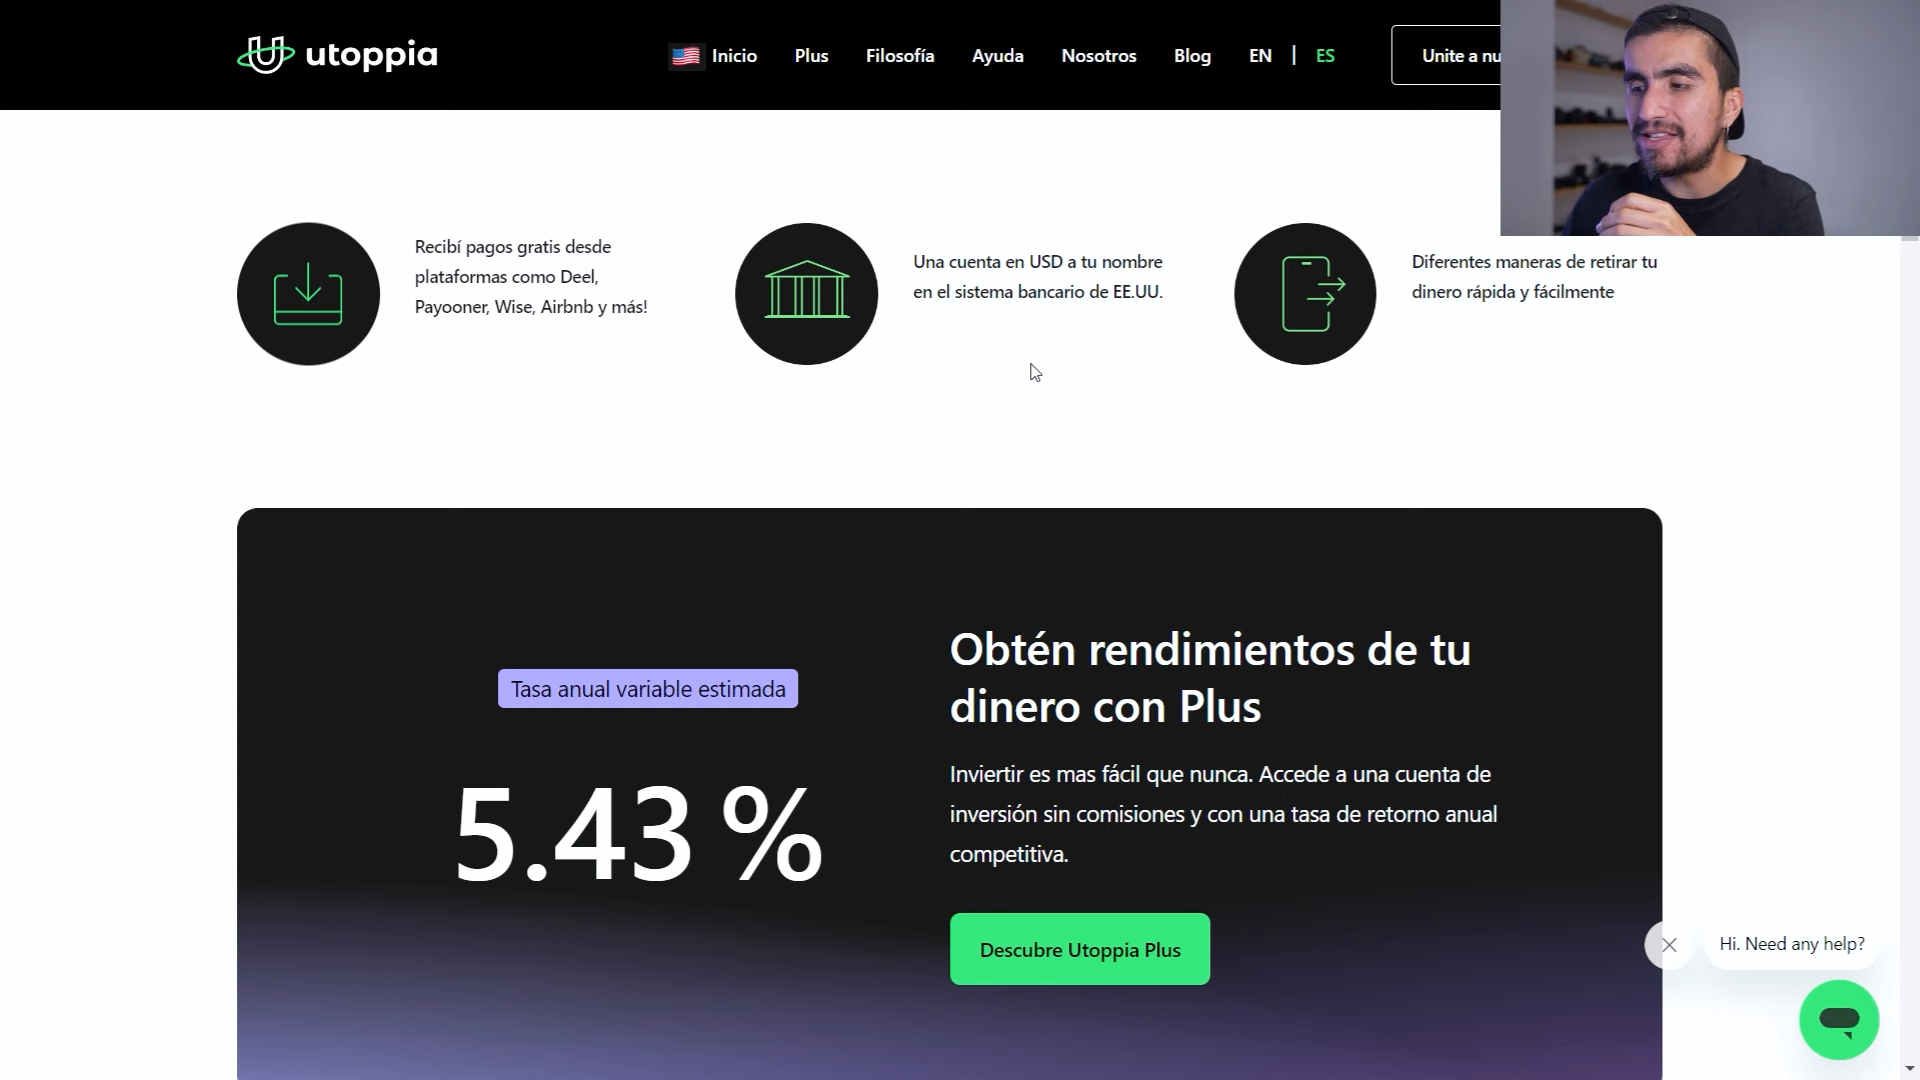 utoppia
Inicio Plus Filosofía Ayuda Nosotros Blog EN | ES Unite a nu
Recibí pagos gratis desde
plataformas como Deel,
Payooner, Wise, Airbnb y más!
Una cuenta en USD a tu nombre
en el sistema bancario de EE.UU.
Diferentes maneras de retirar tu
dinero rápida y fácilmente
Tasa anual variable estimada
5.43 %
Obtén rendimientos de tu
dinero con Plus
Inviertir es mas fácil que nunca. Accede a una cuenta de
inversión sin comisiones y con una tasa de retorno anual
competitiva.
Descubre Utoppia Plus
Hi. Need any help?